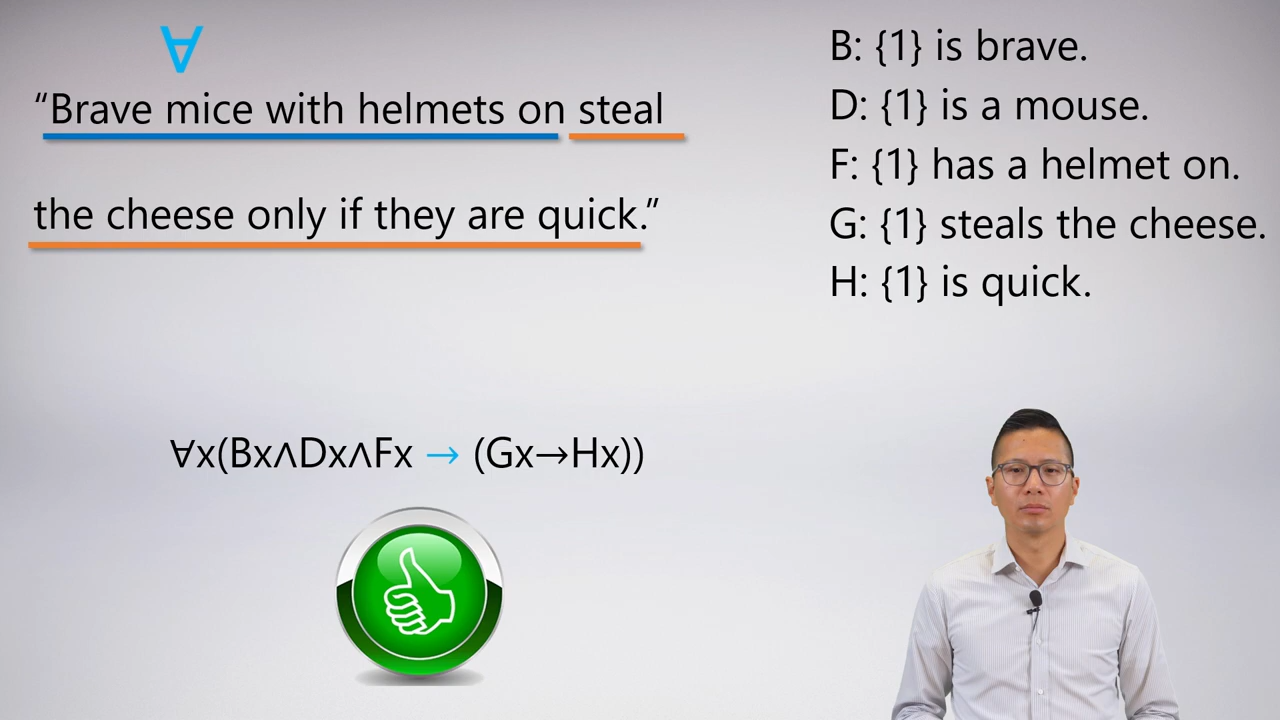 ∀
“Brave mice with helmets on steal
the cheese only if they are quick.”
B: {1} is brave.
D: {1} is a mouse.
F: {1} has a helmet on.
G: {1} steals the cheese.
H: {1} is quick.
∀x(Bx∧Dx∧Fx → (Gx→Hx))